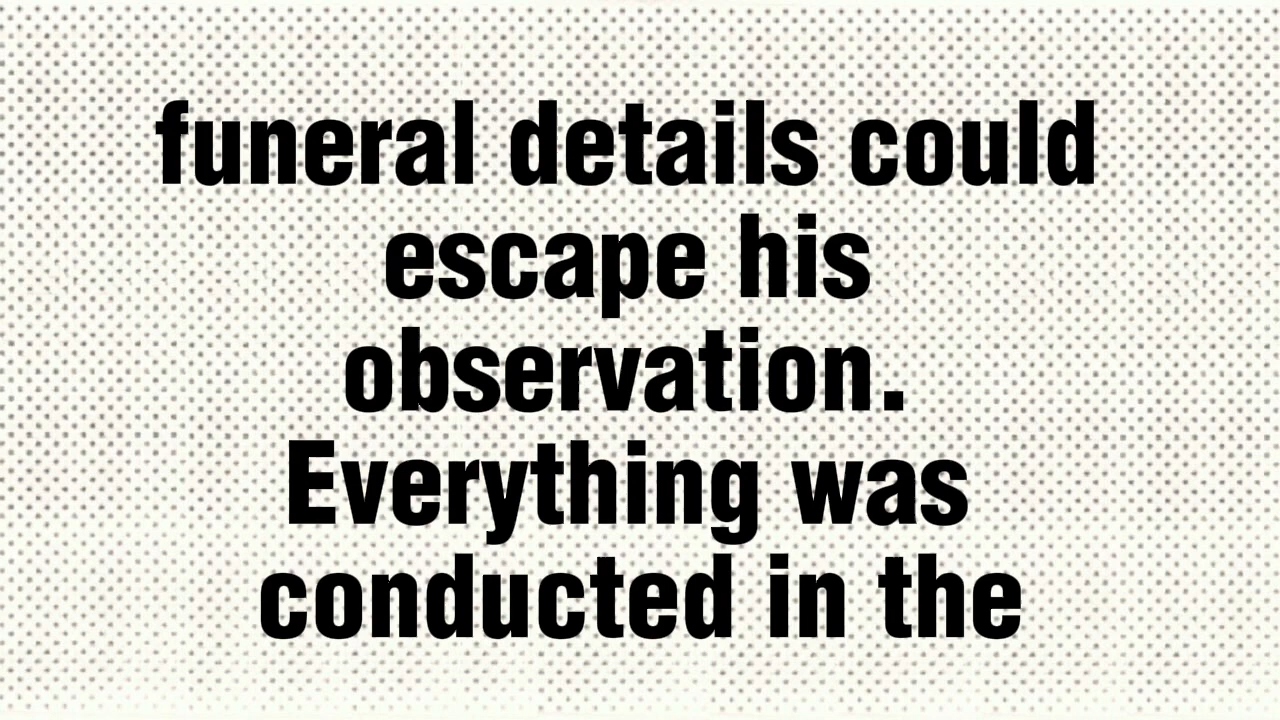 funeral details could
escape his
observation.
Everything was
conducted in the